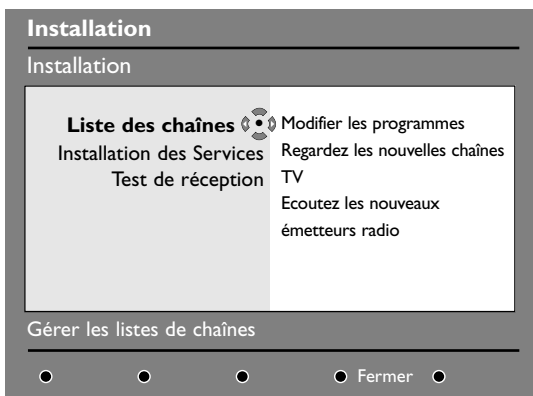 Installation
Installation
Liste des chaînes
Installation des Services
Test de réception
Modifier les programmes
Regardez les nouvelles chaînes
TV
Ecoutez les nouveaux
émetteurs radio
Gérer les listes de chaînes
Fermer